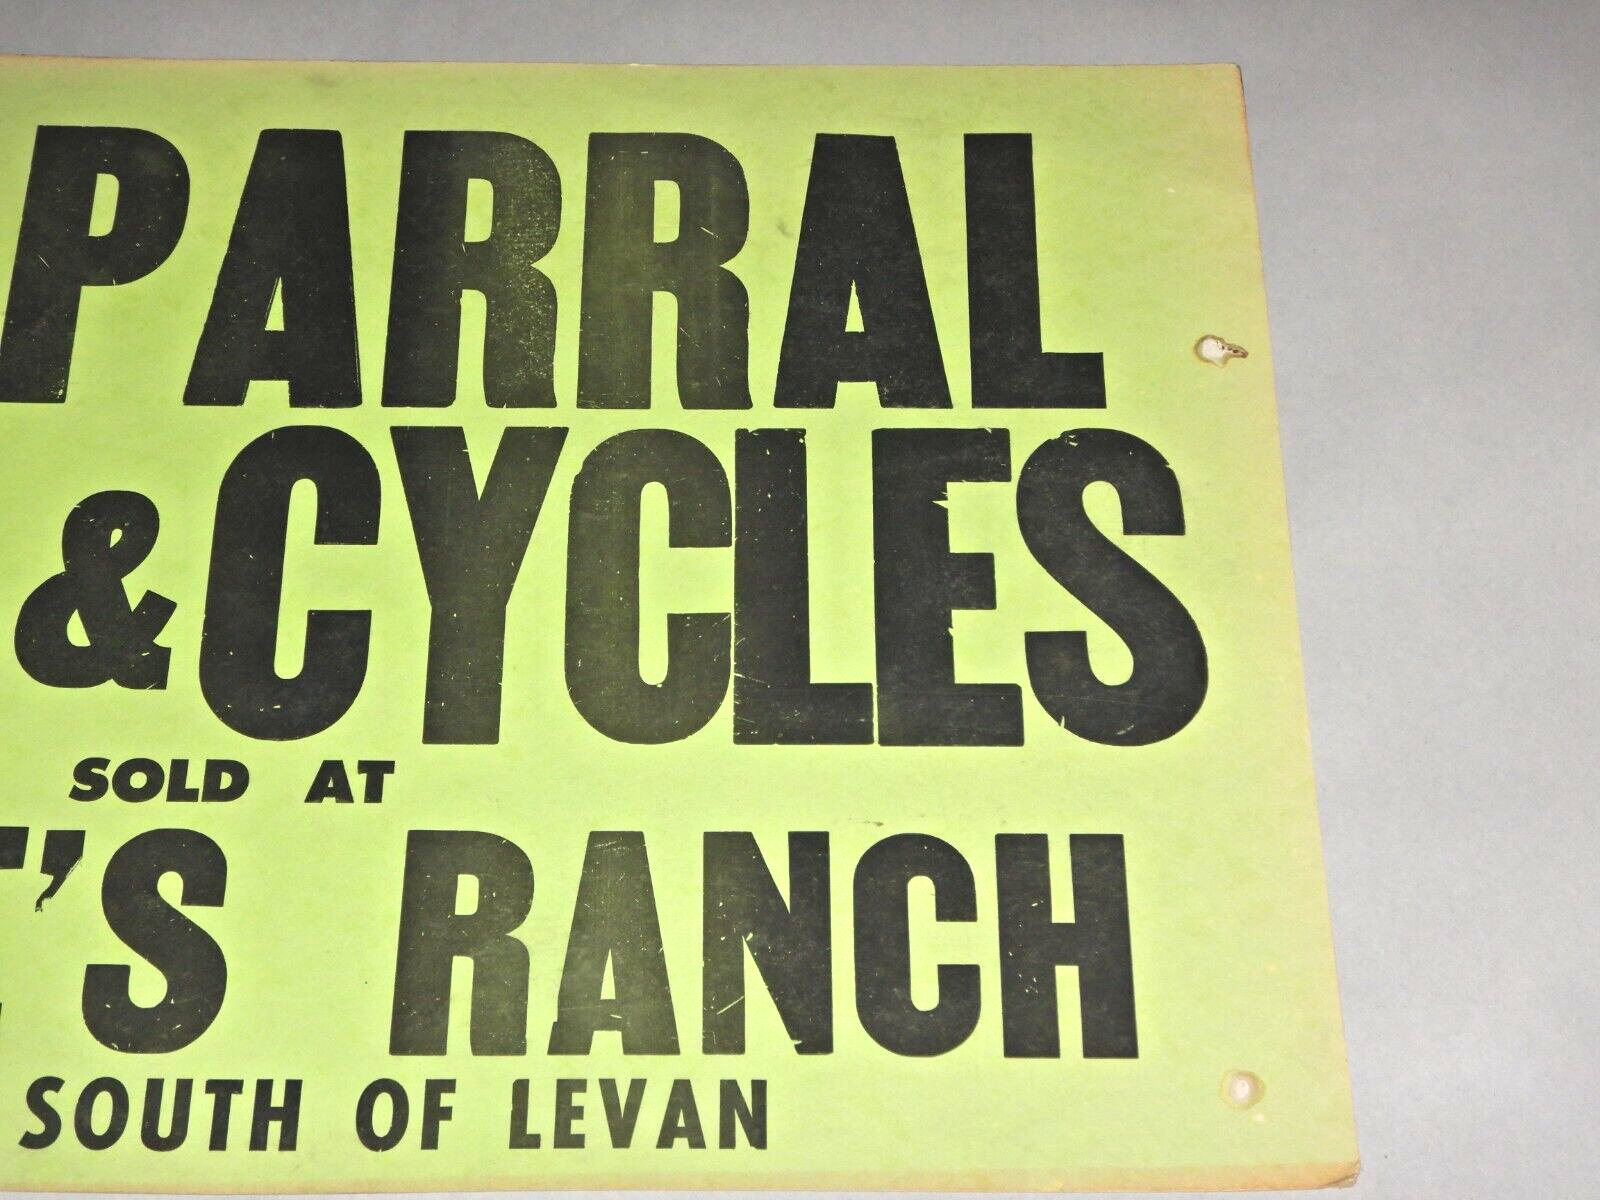 PARRAL
& CYCLES
SOLD AT
'S RANCH
SOUTH OF LEVAN